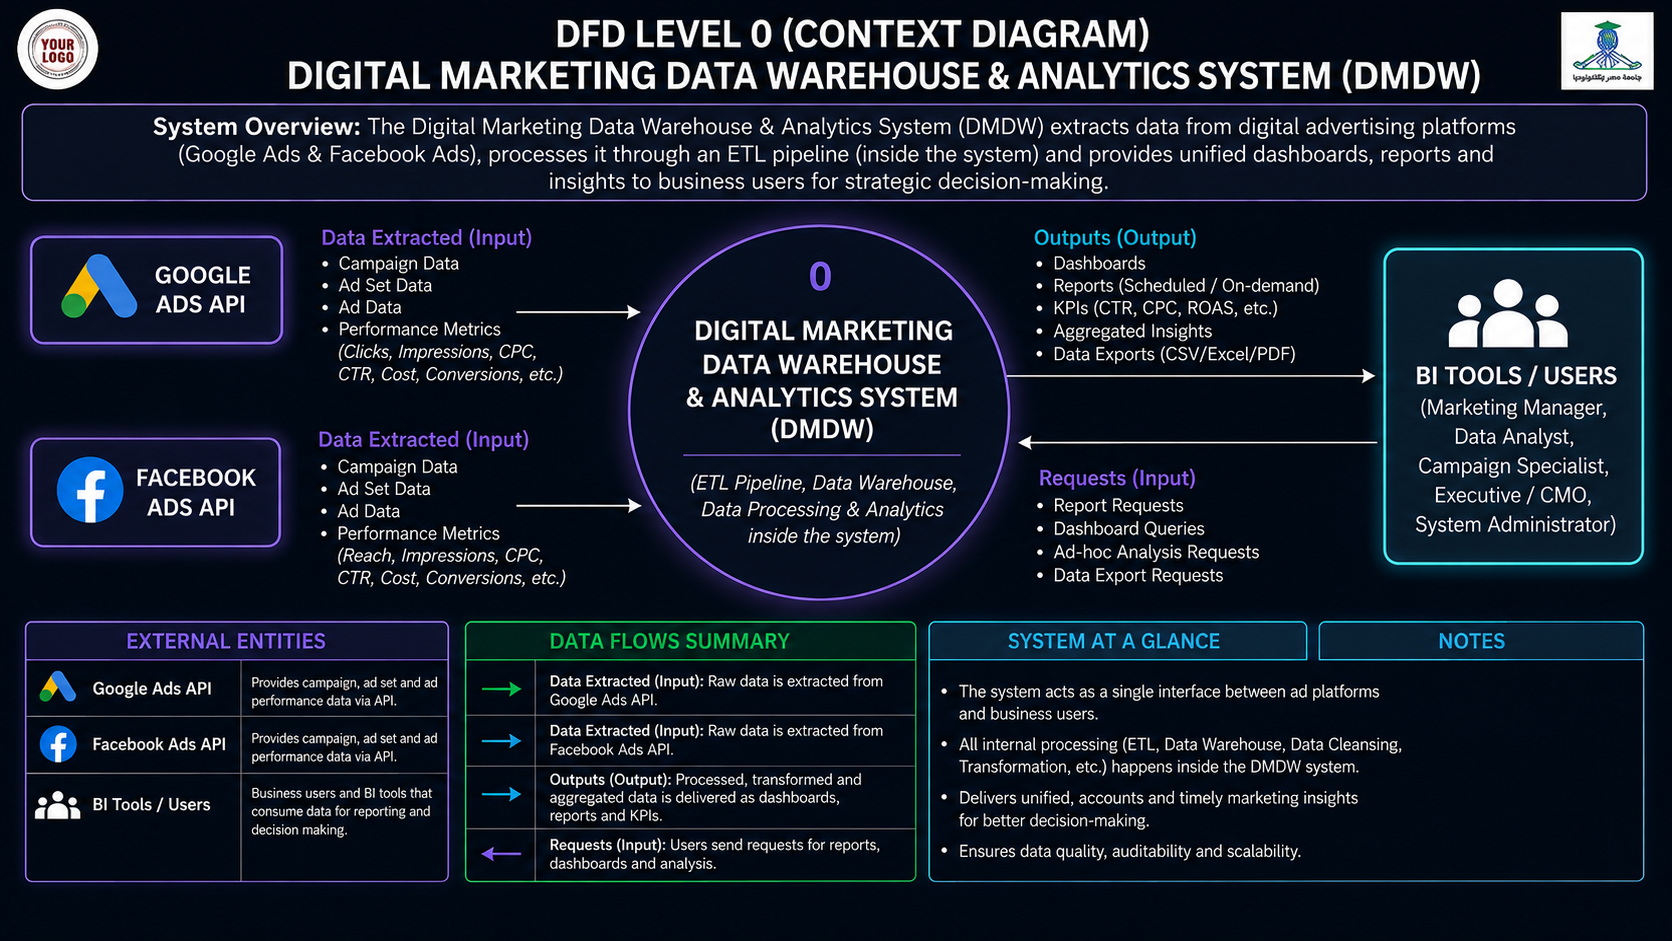 YOUR
LOGO
DFD LEVEL 0 (CONTEXT DIAGRAM)
DIGITAL MARKETING DATA WAREHOUSE & ANALYTICS SYSTEM (DMDW)
جامعة مصر للتكنولوجيا
System Overview: The Digital Marketing Data Warehouse & Analytics System (DMDW) extracts data from digital advertising platforms
(Google Ads & Facebook Ads), processes it through an ETL pipeline (inside the system) and provides unified dashboards, reports and
insights to business users for strategic decision-making.
GOOGLE
ADS API
Data Extracted (Input)
• Campaign Data
• Ad Set Data
• Ad Data
• Performance Metrics
(Clicks, Impressions, CPC,
CTR, Cost, Conversions, etc.)
FACEBOOK
ADS API
Data Extracted (Input)
• Campaign Data
• Ad Set Data
• Ad Data
• Performance Metrics
(Reach, Impressions, CPC,
CTR, Cost, Conversions, etc.)
0
DIGITAL MARKETING
DATA WAREHOUSE
& ANALYTICS SYSTEM
(DMDW)
(ETL Pipeline, Data Warehouse,
Data Processing & Analytics
inside the system)
Outputs (Output)
• Dashboards
• Reports (Scheduled / On-demand)
• KPIs (CTR, CPC, ROAS, etc.)
• Aggregated Insights
• Data Exports (CSV/Excel/PDF)
Requests (Input)
• Report Requests
• Dashboard Queries
• Ad-hoc Analysis Requests
• Data Export Requests
BI TOOLS / USERS
(Marketing Manager,
Data Analyst,
Campaign Specialist,
Executive / CMO,
System Administrator)
EXTERNAL ENTITIES
Google Ads API
Provides campaign, ad set and ad
performance data via API.
Facebook Ads API
Provides campaign, ad set and ad
performance data via API.
BI Tools / Users
Business users and BI tools that
consume data for reporting and
decision making.
DATA FLOWS SUMMARY
Data Extracted (Input): Raw data is extracted from
Google Ads API.
Data Extracted (Input): Raw data is extracted from
Facebook Ads API.
Outputs (Output): Processed, transformed and
aggregated data is delivered as dashboards,
reports and KPIs.
Requests (Input): Users send requests for reports,
dashboards and analysis.
SYSTEM AT A GLANCE
NOTES
• The system acts as a single interface between ad platforms
and business users.
• All internal processing (ETL, Data Warehouse, Data Cleansing,
Transformation, etc.) happens inside the DMDW system.
• Delivers unified, accounts and timely marketing insights
for better decision-making.
• Ensures data quality, auditability and scalability.